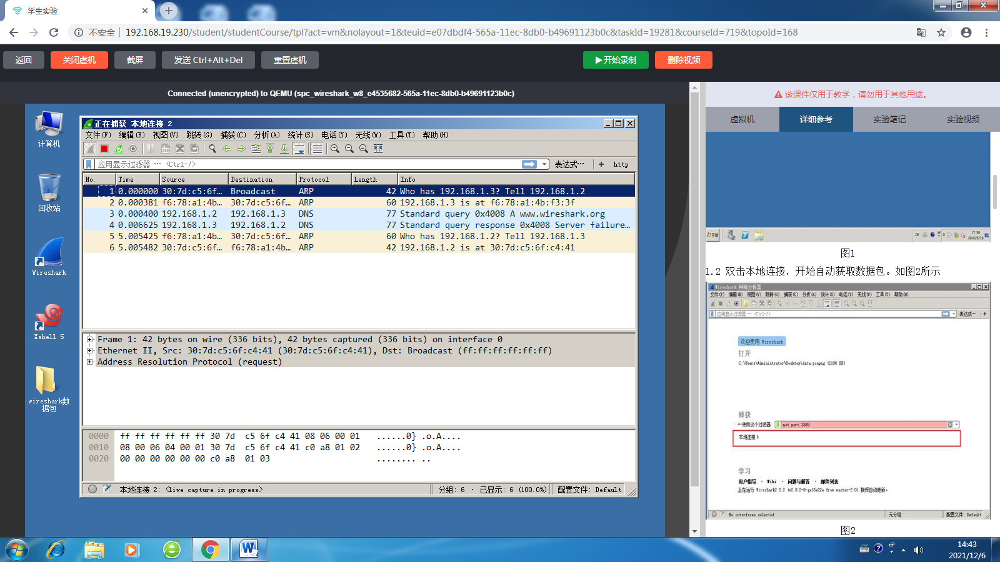 学生实验
不安全 192.168.19.230/student/studentCourse/tpl?act=vm&nolayout=1&teuid=e07dbdf4-565a-11ec-8db0-b49691123b0c&taskId=19281&courseId=719&topoId=168
返回 关闭虚机 截屏 发送 Ctrl+Alt+Del 重置虚机 开始录制 删除视频
Connected (unencrypted) to QEMU (spc_wireshark_w8_e4535682-565a-11ec-8db0-b49691123b0c)
计算机
回收站
Wireshark
Xshell 5
wireshark数
据包
正在捕获 本地连接 2
文件(F) 编辑(E) 视图(V) 跳转(G) 捕获(C) 分析(A) 统计(S) 电话(Y) 无线(W) 工具(T) 帮助(H)
应用显示过滤器 … <Ctrl-/> 表达式… + http
No. Time Source Destination Protocol Length Info
1 0.000000 30:7d:c5:6f… Broadcast ARP 42 Who has 192.168.1.3? Tell 192.168.1.2
2 0.000381 f6:78:a1:4b… 30:7d:c5:6f… ARP 60 192.168.1.3 is at f6:78:a1:4b:f3:3f
3 0.000400 192.168.1.2 192.168.1.3 DNS 77 Standard query 0x4008 A www.wireshark.org
4 0.006625 192.168.1.3 192.168.1.2 DNS 77 Standard query response 0x4008 Server failure…
5 5.005425 f6:78:a1:4b… 30:7d:c5:6f… ARP 60 Who has 192.168.1.2? Tell 192.168.1.3
6 5.005482 30:7d:c5:6f… f6:78:a1:4b… ARP 42 192.168.1.2 is at 30:7d:c5:6f:c4:41
Frame 1: 42 bytes on wire (336 bits), 42 bytes captured (336 bits) on interface 0
Ethernet II, Src: 30:7d:c5:6f:c4:41 (30:7d:c5:6f:c4:41), Dst: Broadcast (ff:ff:ff:ff:ff:ff)
Address Resolution Protocol (request)
0000 ff ff ff ff ff ff 30 7d c5 6f c4 41 08 06 00 01 ......0} .o.A....
0010 08 00 06 04 00 01 30 7d c5 6f c4 41 c0 a8 01 02 ......0} .o.A....
0020 00 00 00 00 00 00 c0 a8 01 03 ........ ..
本地连接 2: <live capture in progress> 分组: 6 · 已显示: 6 (100.0%) 配置文件: Default
该课件仅用于教学，请勿用于其他用途。
虚拟机 详细参考 实验笔记 实验视频
开始 17:50
2016/8/19
图1
1.2 双击本地连接，开始自动获取数据包。如图2所示
Wireshark 网络分析器
文件(F) 编辑(E) 视图(V) 跳转(G) 捕获(C) 分析(A) 统计(S) 电话(Y) 无线(W) 工具(T) 帮助(H)
应用显示过滤器 … <Ctrl-/> 表达式… +
欢迎使用 Wireshark
打开
C:\Users\Administrator\Desktop\data.pcapng (1190 KB)
捕获
…使用这个过滤器: not port 3389
本地连接
学习
用户指导 · Wiki · 问题与解答 · 邮件列表
正在运行 Wireshark2.0.2 (v2.0.2-0-ga16e22e from master-2.0).接受自动更新。
No interfaces selected 无分组 配置文件: Default
图2
14:43
2021/12/6